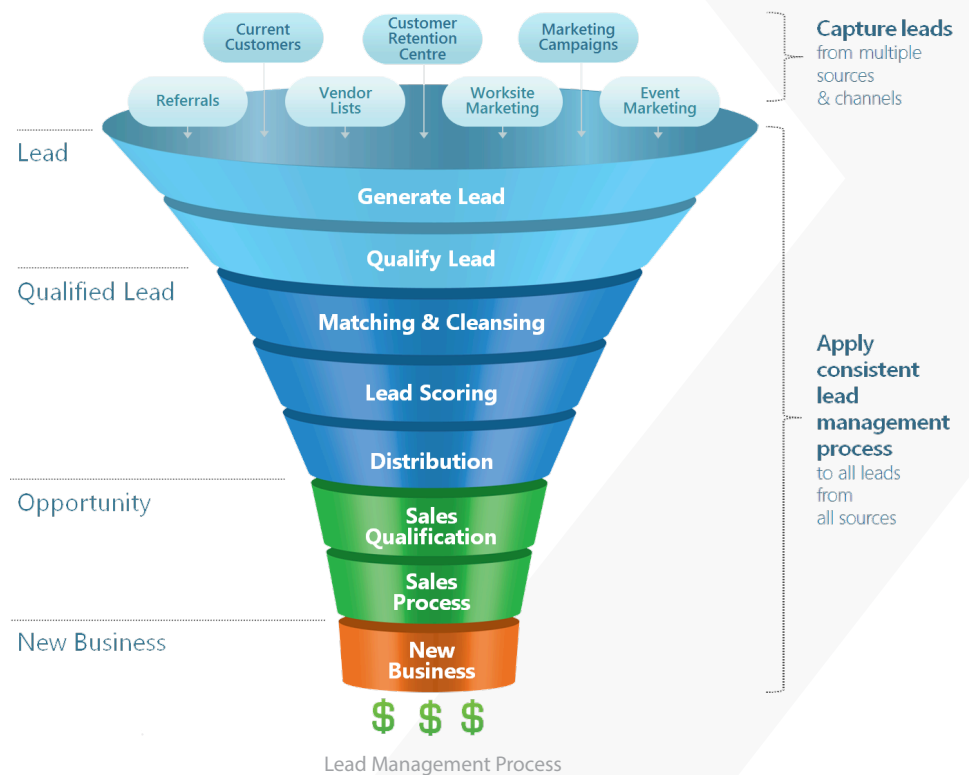 Current
Customers
Customer
Retention
Centre
Marketing
Campaigns
Referrals
Vendor
Lists
Worksite
Marketing
Event
Marketing
Capture leads
from multiple
sources
& channels
Lead
Generate Lead
Qualify Lead
Qualified Lead
Matching & Cleansing
Lead Scoring
Distribution
Apply
consistent
lead
management
process
to all leads
from
all sources
Opportunity
Sales
Qualification
Sales
Process
New Business
New
Business
$ $ $
Lead Management Process